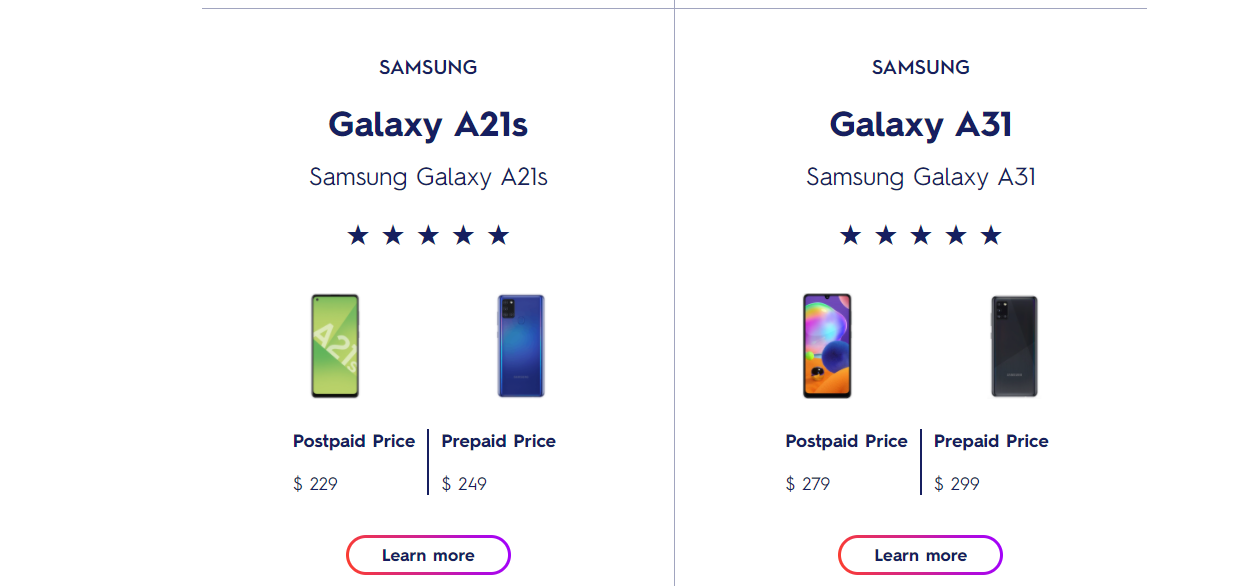 SAMSUNG
Galaxy A21s
Samsung Galaxy A21s
★ ★ ★ ★ ★
A21s
Postpaid Price
$ 229
Prepaid Price
$ 249
Learn more
SAMSUNG
Galaxy A31
Samsung Galaxy A31
★ ★ ★ ★ ★
Postpaid Price
$ 279
Prepaid Price
$ 299
Learn more